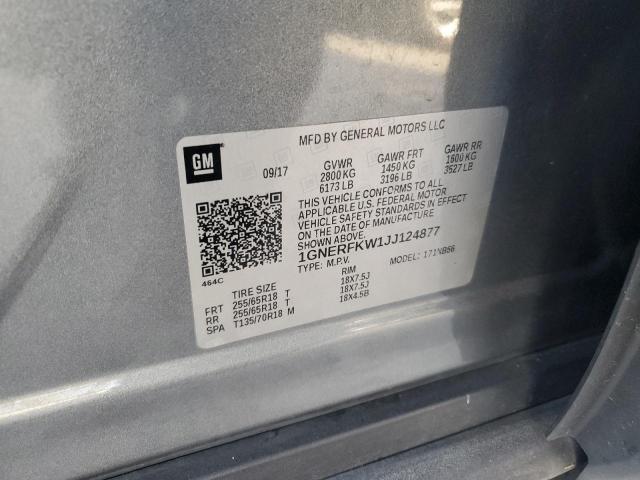 MFD BY GENERAL MOTORS LLC
GM
09/17
GVWR GAWR FRT GAWR RR
2800 KG 1450 KG 1600 KG
6173 LB 3196 LB 3527 LB
THIS VEHICLE CONFORMS TO ALL
APPLICABLE U.S. FEDERAL MOTOR
VEHICLE SAFETY STANDARDS IN EFFECT
ON THE DATE OF MANUFACTURE
SHOWN ABOVE.
1GNERFKW1JJ124877
TYPE: M.P.V. MODEL: 171NB56
464C
TIRE SIZE RIM
FRT 255/65R18 T 18X7.5J
RR 255/65R18 T 18X7.5J
SPA T135/70R18 M 18X4.5B